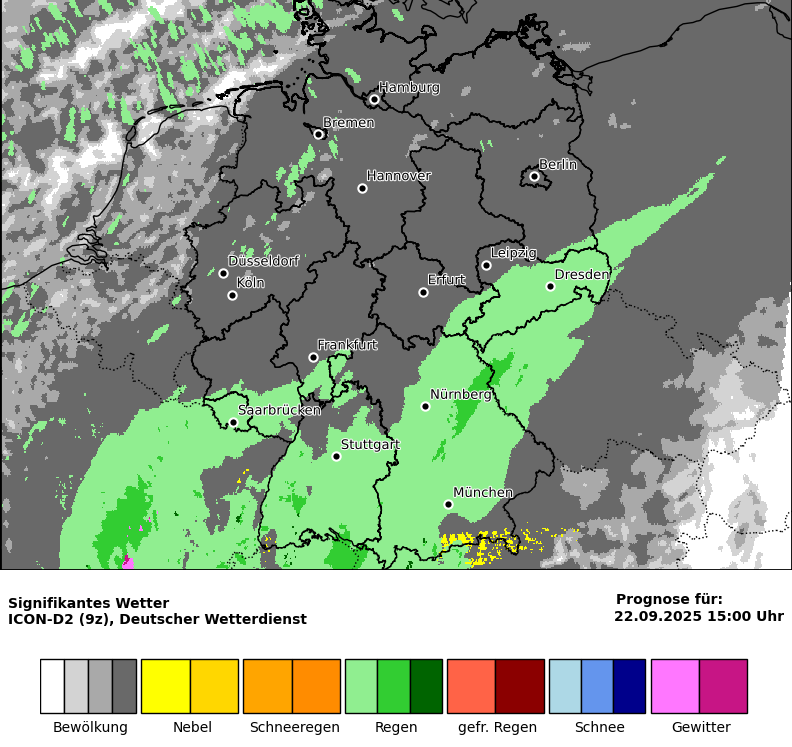 Hamburg
Bremen
Berlin
Hannover
Leipzig
Düsseldorf
Dresden
Köln
Erfurt
Frankfurt
Nürnberg
Saarbrücken
Stuttgart
München
Signifikantes Wetter
ICON-D2 (9z), Deutscher Wetterdienst
Prognose für:
22.09.2025 15:00 Uhr
Bewölkung Nebel Schneeregen Regen gefr. Regen Schnee Gewitter